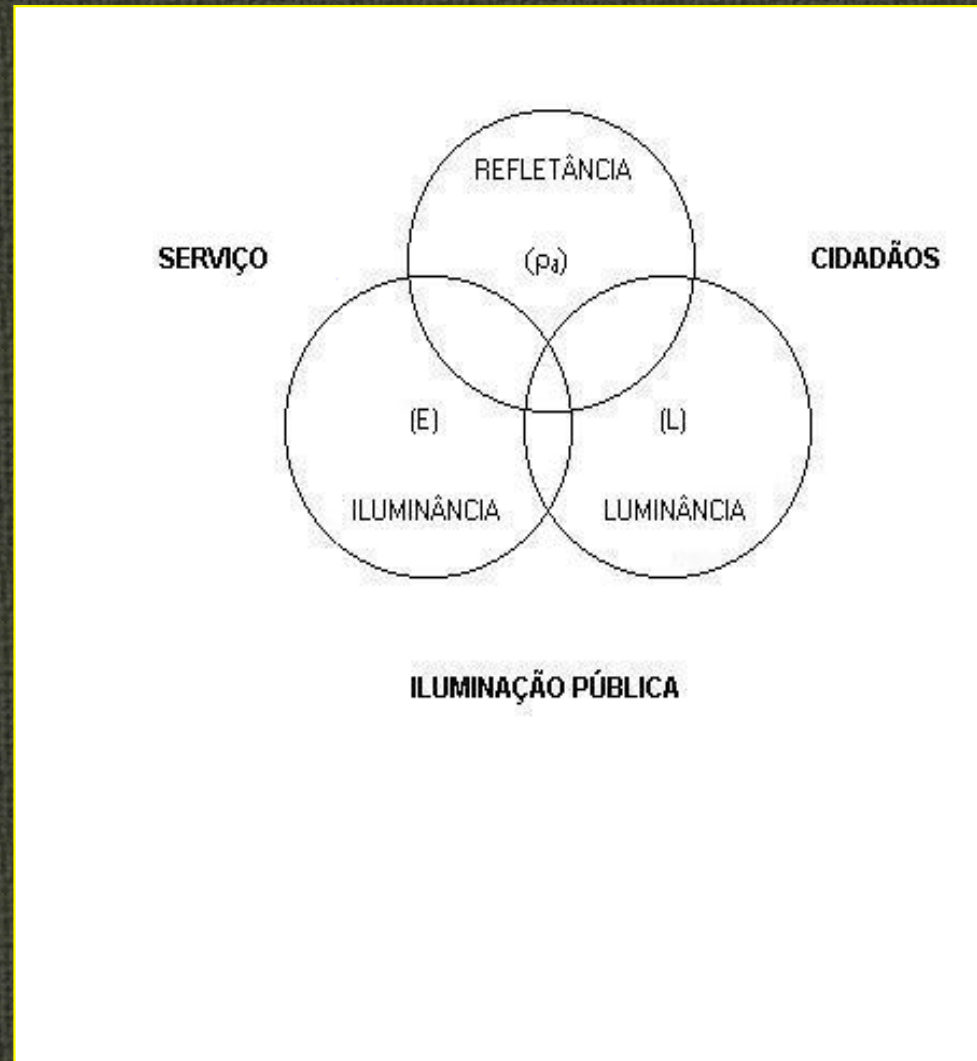 REFLETÂNCIA
SERVIÇO
(ρd)
CIDADÃOS
(E)
(L)
ILUMINÂNCIA
LUMINÂNCIA
ILUMINAÇÃO PÚBLICA